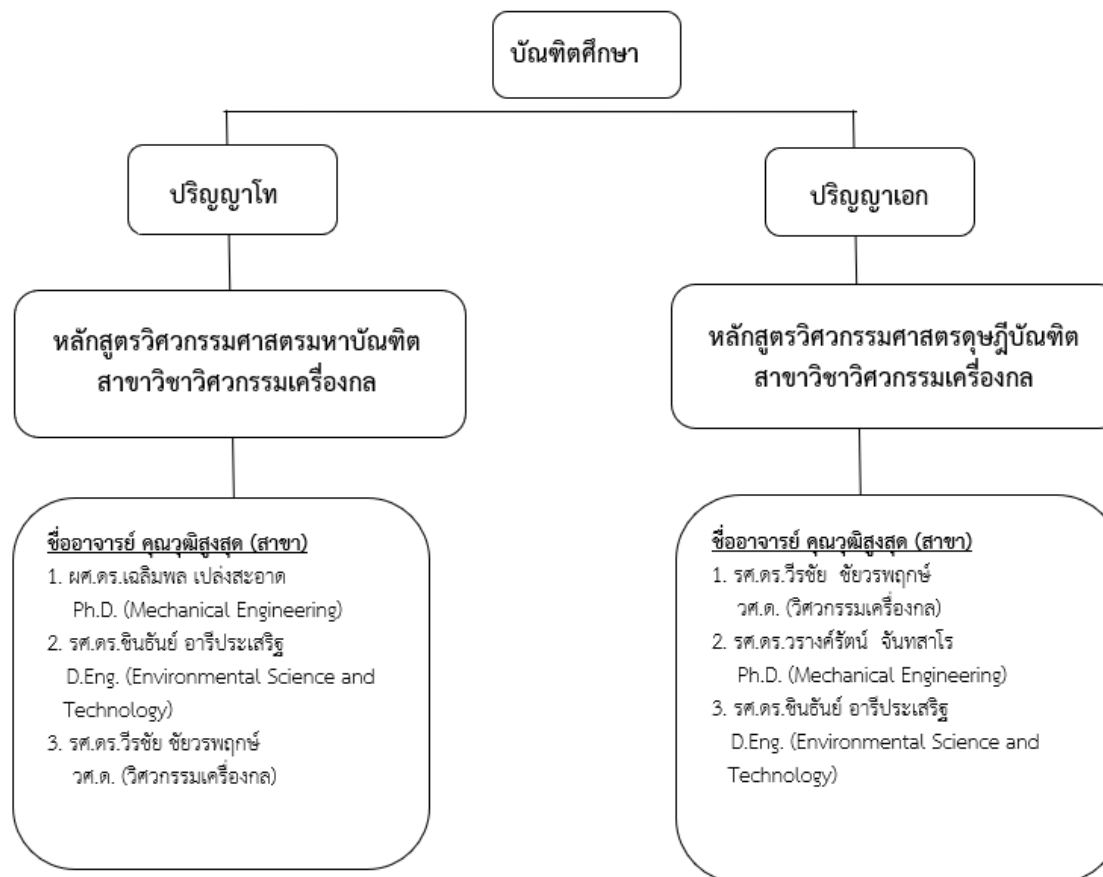 บัณฑิตศึกษา
ปริญญาโท
หลักสูตรวิศวกรรมศาสตรมหาบัณฑิต
สาขาวิชาวิศวกรรมเครื่องกล
ชื่ออาจารย์ คุณวุฒิสูงสุด (สาขา)
1. ผศ.ดร.เฉลิมพล เปล่งสะอาด
Ph.D. (Mechanical Engineering)
2. รศ.ดร.ชินธันย์ อารีประเสริฐ
D.Eng. (Environmental Science and
Technology)
3. รศ.ดร.วีรชัย ชัยวรพฤกษ์
วศ.ด. (วิศวกรรมเครื่องกล)
ปริญญาเอก
หลักสูตรวิศวกรรมศาสตรดุษฎีบัณฑิต
สาขาวิชาวิศวกรรมเครื่องกล
ชื่ออาจารย์ คุณวุฒิสูงสุด (สาขา)
1. รศ.ดร.วีรชัย ชัยวรพฤกษ์
วศ.ด. (วิศวกรรมเครื่องกล)
2. รศ.ดร.วรางค์รัตน์ จันทสาโร
Ph.D. (Mechanical Engineering)
3. รศ.ดร.ชินธันย์ อารีประเสริฐ
D.Eng. (Environmental Science and
Technology)